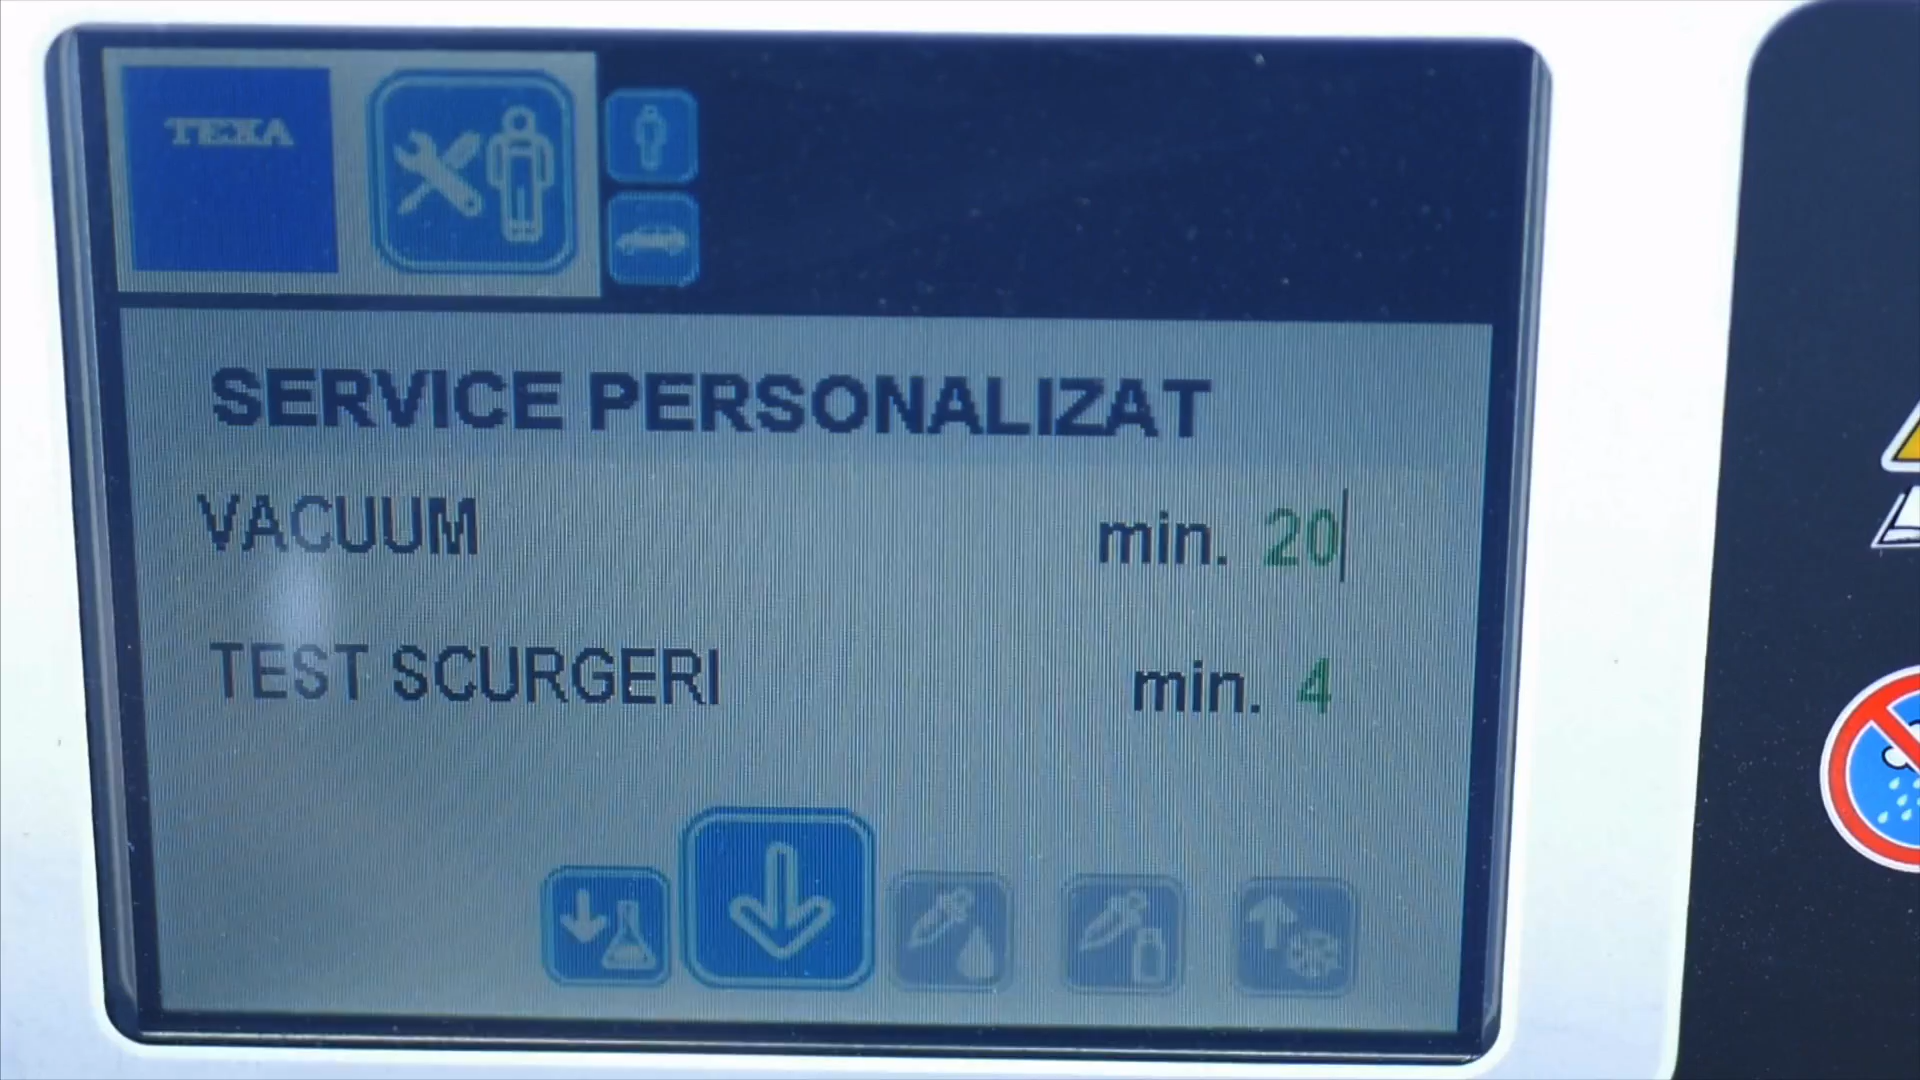 TEXA
SERVICE PERSONALIZAT
VACUUM min. 20
TEST SCURGERI min. 4